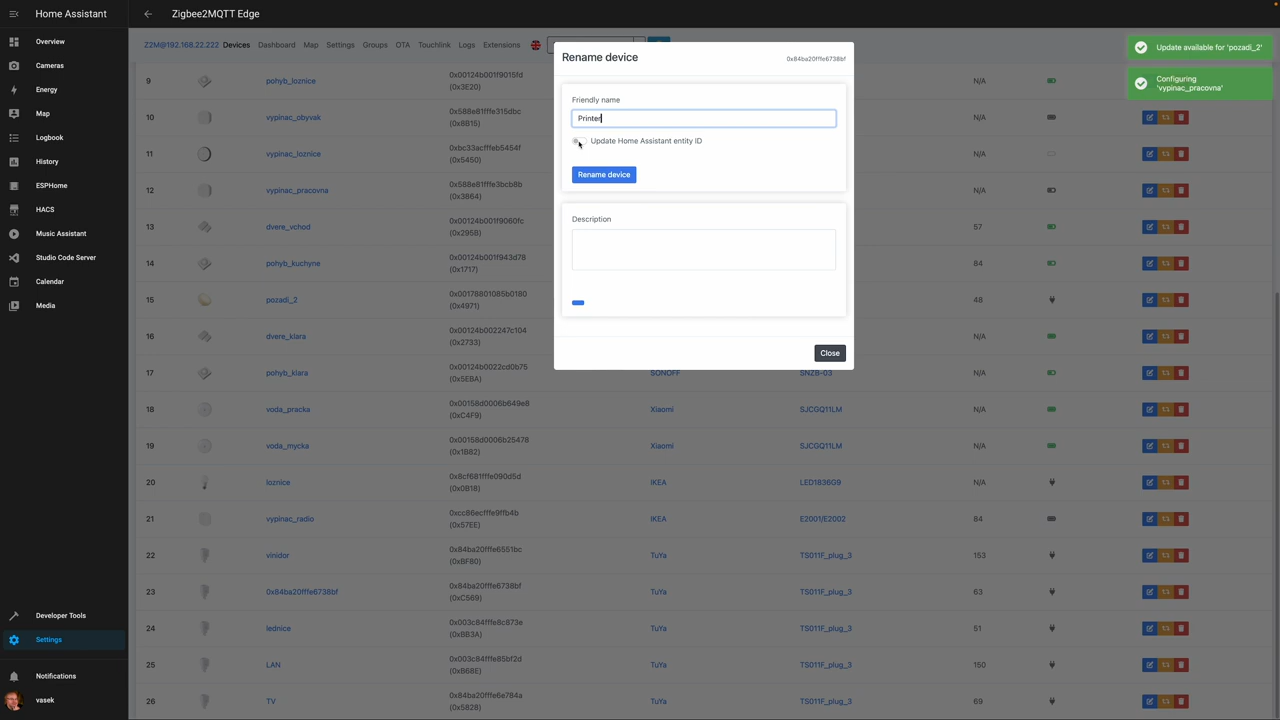 Home Assistant
Zigbee2MQTT Edge
Overview
Cameras
Energy
Map
Logbook
History
ESPHome
HACS
Music Assistant
Studio Code Server
Calendar
Media
Developer Tools
Settings
Notifications
vasek
Z2M@192.168.22.222 Devices Dashboard Map Settings Groups OTA Touchlink Logs Extensions
Update available for 'pozadi_2'
Configuring
'vypinac_pracovna'
Rename device
0x84ba20fffe6738bf
Friendly name
Printer
Update Home Assistant entity ID
Rename device
Description
Close
9 pohyb_loznice 0x00124b001f9015fd N/A
(0x3E20)
10 vypinac_obyvak 0x588e81fffe315dbc N/A
(0x8B15)
11 vypinac_loznice 0xbc33acfffeb5454f N/A
(0x5450)
12 vypinac_pracovna 0x588e81fffe3bcb8b N/A
(0x3864)
13 dvere_vchod 0x00124b001f9060fc 57
(0x295B)
14 pohyb_kuchyne 0x00124b001f943d78 84
(0x1717)
15 pozadi_2 0x00178801085b0180 48
(0x4971)
16 dvere_klara 0x00124b002247c104 N/A
(0x2733)
17 pohyb_klara 0x00124b0022cd0b75 SONOFF SNZB-03 N/A
(0x5EBA)
18 voda_pracka 0x00158d0006b649e8 Xiaomi SJCGQ11LM N/A
(0xC4F9)
19 voda_mycka 0x00158d0006b25478 Xiaomi SJCGQ11LM N/A
(0x1B82)
20 loznice 0x8cf681fffe090d5d IKEA LED1836G9 N/A
(0x0B18)
21 vypinac_radio 0xcc86ecfffe9ffb4b IKEA E2001/E2002 84
(0x57EE)
22 vinidor 0x84ba20fffe6551bc TuYa TS011F_plug_3 153
(0xBF80)
23 0x84ba20fffe6738bf 0x84ba20fffe6738bf TuYa TS011F_plug_3 63
(0xC569)
24 lednice 0x003c84fffe8c873e TuYa TS011F_plug_3 51
(0xBB3A)
25 LAN 0x003c84fffe85bf2d TuYa TS011F_plug_3 150
(0xB68E)
26 TV 0x84ba20fffe6e784a TuYa TS011F_plug_3 69
(0x5828)